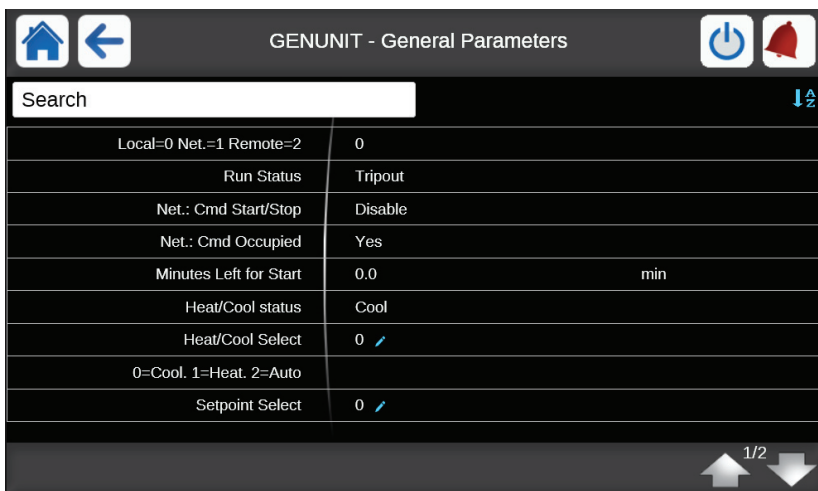 GENUNIT - General Parameters
Search
A
Z
Local=0 Net.=1 Remote=2 0
Run Status Tripout
Net.: Cmd Start/Stop Disable
Net.: Cmd Occupied Yes
Minutes Left for Start 0.0 min
Heat/Cool status Cool
Heat/Cool Select 0
0=Cool. 1=Heat. 2=Auto
Setpoint Select 0
1/2